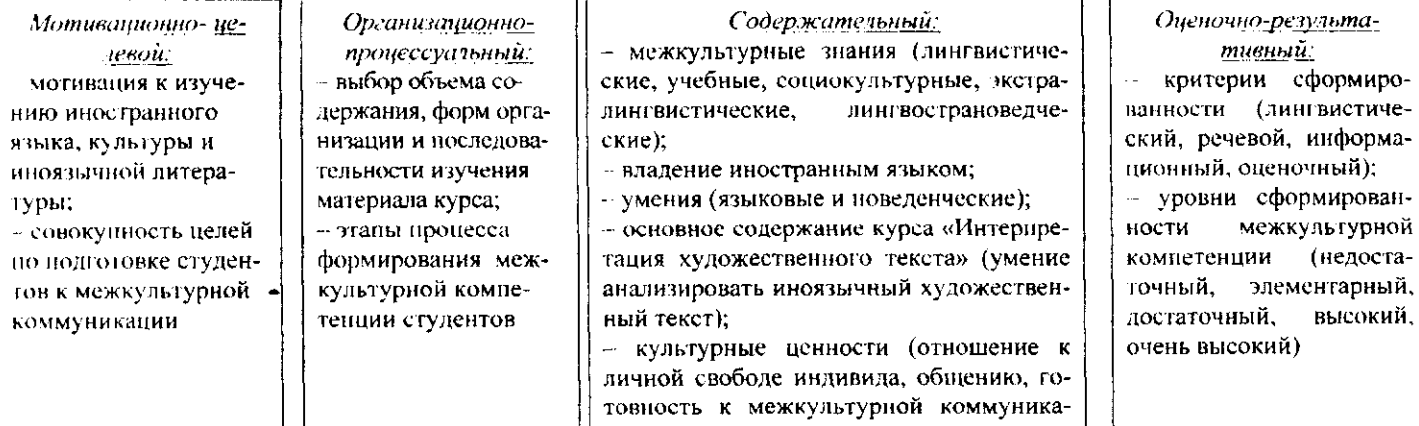 Мотивационно- це-
левой:
мотивация к изуче-
нию иностранного
языка, культуры и
иноязычной литера-
туры;
– совокупность целей
по подготовке студен-
тов к межкультурной
коммуникации
Организационно-
процессуальный:
– выбор объема со-
держания, форм орга-
низации и последова-
тельности изучения
материала курса;
– этапы процесса
формирования меж-
культурной компе-
тенции студентов
Содержательный:
– межкультурные знания (лингвистиче-
ские, учебные, социокультурные, экстра-
лингвистические, лингвострановедче-
ские);
– владение иностранным языком;
– умения (языковые и поведенческие);
– основное содержание курса «Интерпре-
тация художественного текста» (умение
анализировать иноязычный художествен-
ный текст);
– культурные ценности (отношение к
личной свободе индивида, общению, го-
товность к межкультурной коммуника-
Оценочно-результа-
тивный:
– критерии сформиро-
ванности (лингвистиче-
ский, речевой, информа-
ционный, оценочный);
– уровни сформирован-
ности межкультурной
компетенции (недоста-
точный, элементарный,
достаточный, высокий,
очень высокий)